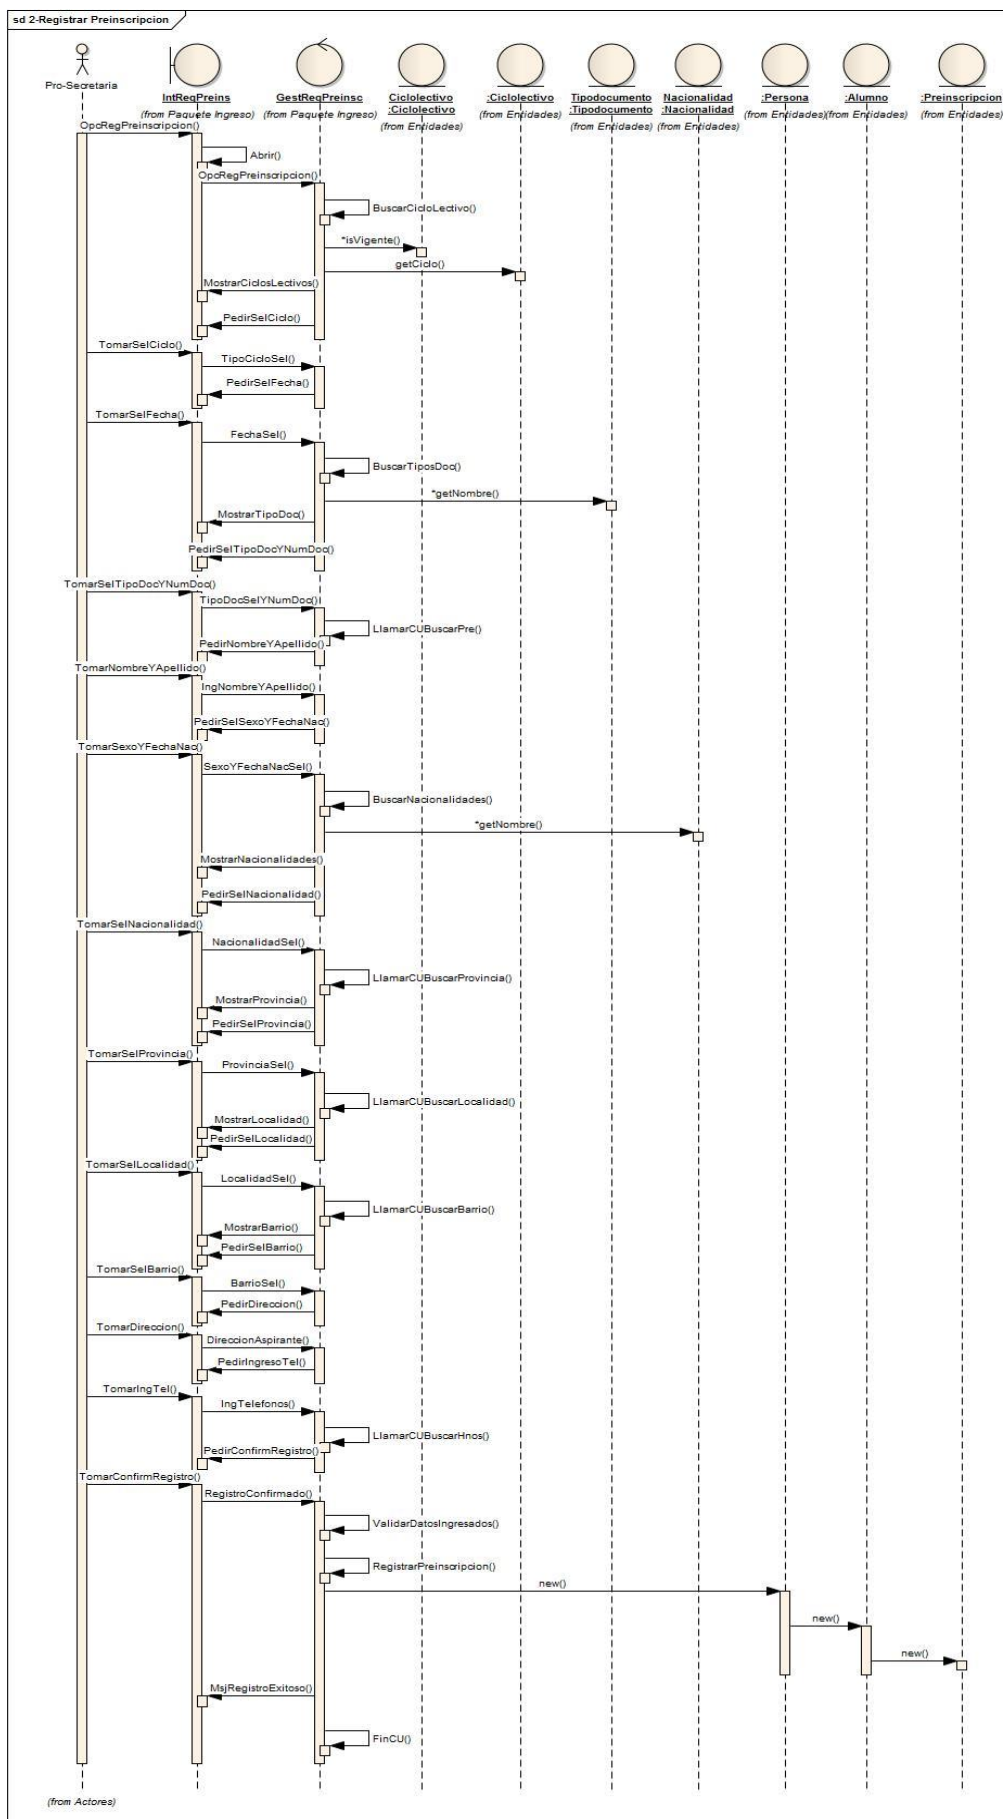 sd 2-Registrar Preinscripcion
Pro-Secretaria
IntRegPreins
(from Paquete Ingreso)
GestRegPreinsc
(from Paquete Ingreso)
Ciclolectivo
:Ciclolectivo
(from Entidades)
:Ciclolectivo
(from Entidades)
Tipodocumento
:Tipodocumento
(from Entidades)
Nacionalidad
:Nacionalidad
(from Entidades)
:Persona
(from Entidades)
:Alumno
(from Entidades)
:Preinscripcion
(from Entidades)
OpcRegPreinscripcion()
Abrir()
OpcRegPreinscripcion()
BuscarCicloLectivo()
*isVigente()
getCiclo()
MostrarCiclosLectivos()
PedirSelCiclo()
TomarSelCiclo()
TipoCicloSel()
PedirSelFecha()
TomarSelFecha()
FechaSel()
BuscarTiposDoc()
*getNombre()
MostrarTipoDoc()
PedirSelTipoDocYNumDoc()
TomarSelTipoDocYNumDoc()
TipoDocSelYNumDoc()
LlamarCUBuscarPre()
PedirNombreYApellido()
TomarNombreYApellido()
IngNombreYApellido()
PedirSelSexoYFechaNac()
TomarSexoYFechaNac()
SexoYFechaNacSel()
BuscarNacionalidades()
*getNombre()
MostrarNacionalidades()
PedirSelNacionalidad()
TomarSelNacionalidad()
NacionalidadSel()
LlamarCUBuscarProvincia()
MostrarProvincia()
PedirSelProvincia()
TomarSelProvincia()
ProvinciaSel()
LlamarCUBuscarLocalidad()
MostrarLocalidad()
PedirSelLocalidad()
TomarSelLocalidad()
LocalidadSel()
LlamarCUBuscarBarrio()
MostrarBarrio()
PedirSelBarrio()
TomarSelBarrio()
BarrioSel()
PedirDireccion()
TomarDireccion()
DireccionAspirante()
PedirIngresoTel()
TomarIngTel()
IngTelefonos()
LlamarCUBuscarHnos()
PedirConfirmRegistro()
TomarConfirmRegistro()
RegistroConfirmado()
ValidarDatosIngresados()
RegistrarPreinscripcion()
new()
new()
new()
MsjRegistroExitoso()
FinCU()
(from Actores)